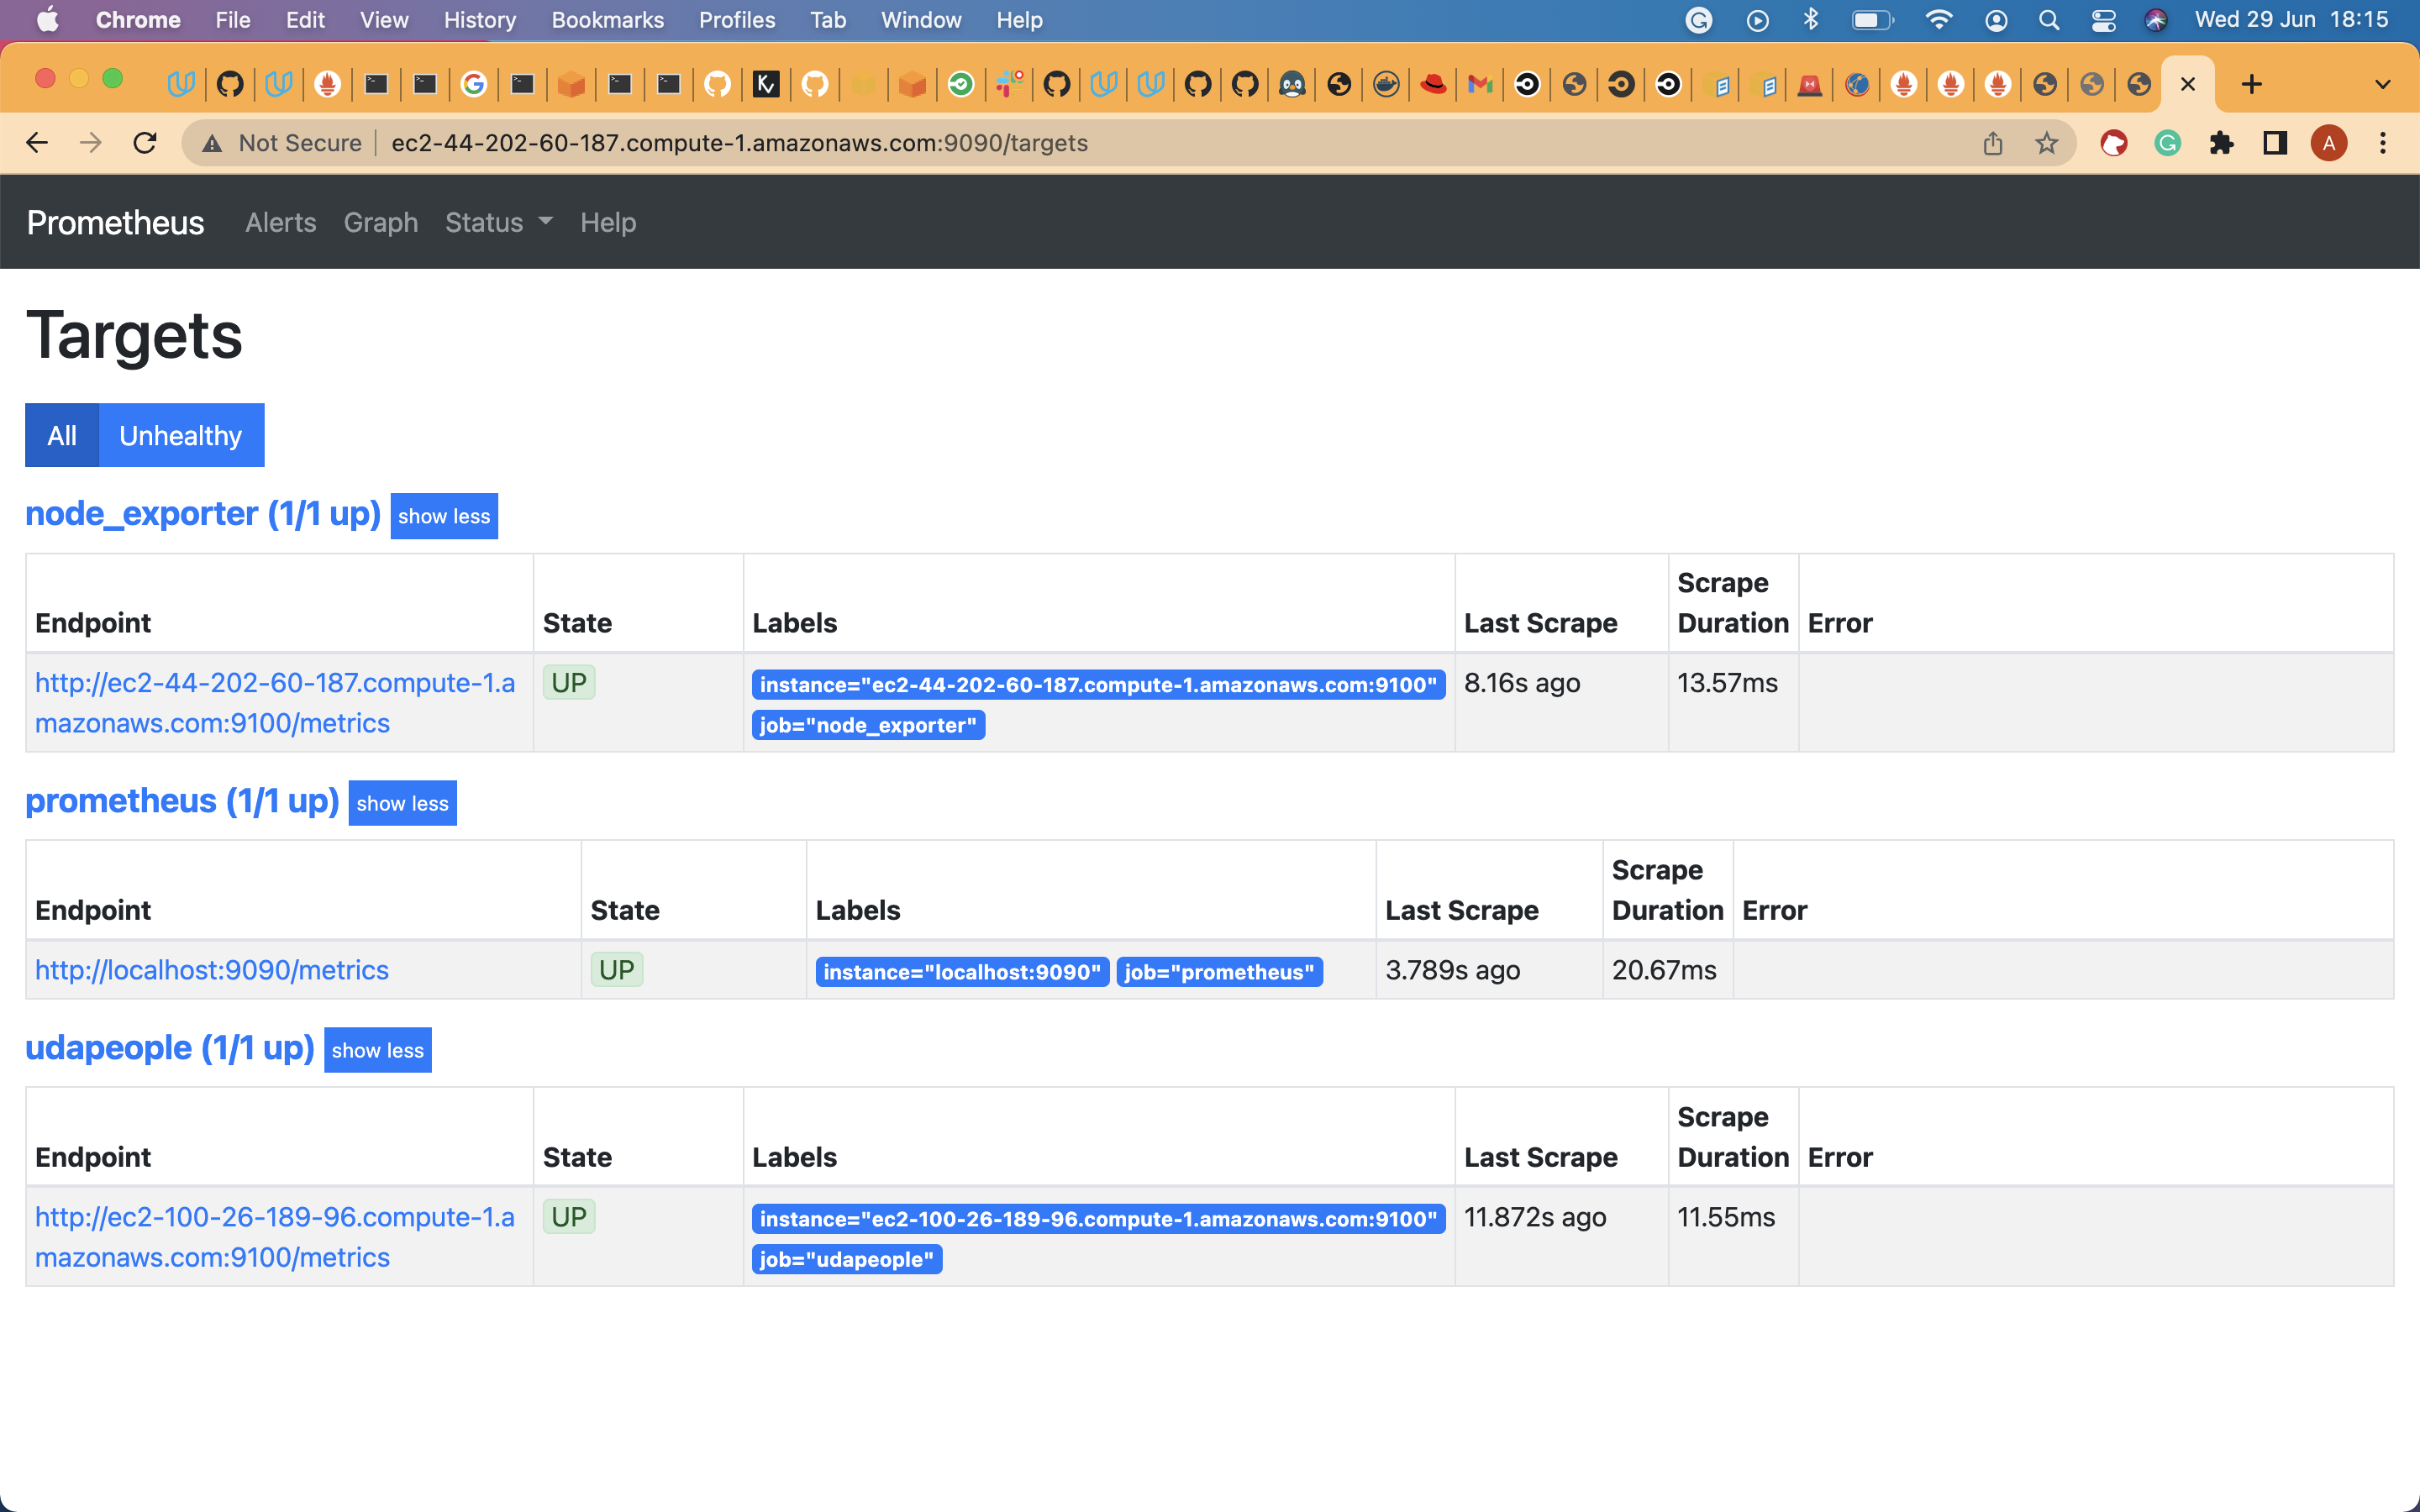 Chrome File Edit View History Bookmarks Profiles Tab Window Help Wed 29 Jun 18:15
Not Secure ec2-44-202-60-187.compute-1.amazonaws.com:9090/targets A
Prometheus Alerts Graph Status Help
Targets
All Unhealthy
node_exporter (1/1 up) show less
Endpoint State Labels Last Scrape Scrape Duration Error
http://ec2-44-202-60-187.compute-1.a UP instance="ec2-44-202-60-187.compute-1.amazonaws.com:9100" 8.16s ago 13.57ms
mazonaws.com:9100/metrics job="node_exporter"
prometheus (1/1 up) show less
Endpoint State Labels Last Scrape Scrape Duration Error
http://localhost:9090/metrics UP instance="localhost:9090" job="prometheus" 3.789s ago 20.67ms
udapeople (1/1 up) show less
Endpoint State Labels Last Scrape Scrape Duration Error
http://ec2-100-26-189-96.compute-1.a UP instance="ec2-100-26-189-96.compute-1.amazonaws.com:9100" 11.872s ago 11.55ms
mazonaws.com:9100/metrics job="udapeople"